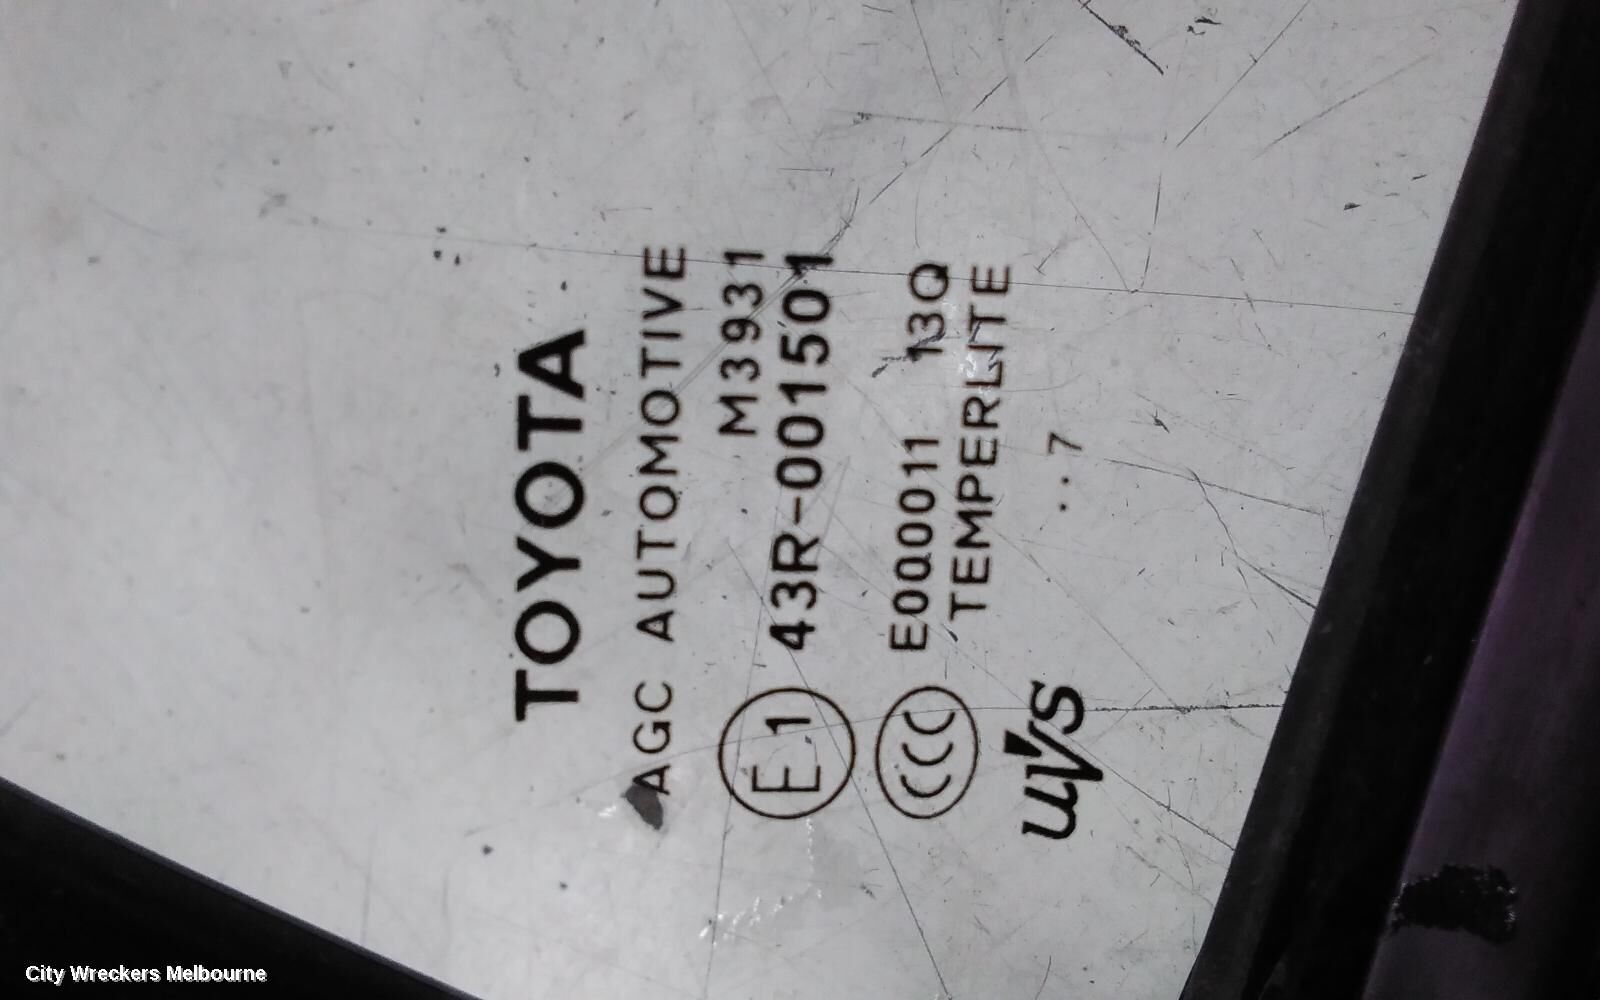 TOYOTA
AGC AUTOMOTIVE
M3931
E1 43R-001501
CCC E000011 13Q
TEMPERLITE
uvs ..7
City Wreckers Melbourne